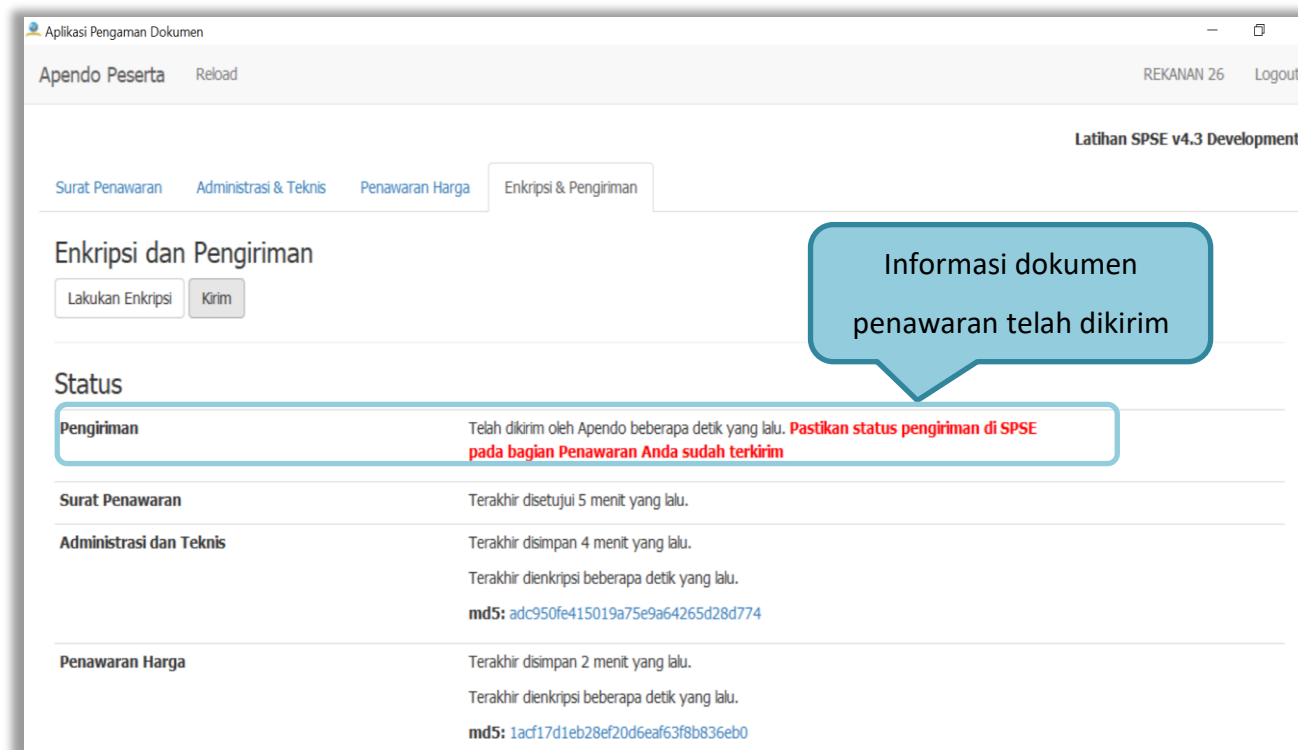 Aplikasi Pengaman Dokumen
Apendo Peserta Reload REKANAN 26 Logout
Latihan SPSE v4.3 Development
Surat Penawaran Administrasi & Teknis Penawaran Harga Enkripsi & Pengiriman
Enkripsi dan Pengiriman
Lakukan Enkripsi Kirim
Informasi dokumen
penawaran telah dikirim
Status
Pengiriman Telah dikirim oleh Apendo beberapa detik yang lalu. Pastikan status pengiriman di SPSE
pada bagian Penawaran Anda sudah terkirim
Surat Penawaran Terakhir disetujui 5 menit yang lalu.
Administrasi dan Teknis Terakhir disimpan 4 menit yang lalu.
Terakhir dienkripsi beberapa detik yang lalu.
md5: adc950fe415019a75e9a64265d28d774
Penawaran Harga Terakhir disimpan 2 menit yang lalu.
Terakhir dienkripsi beberapa detik yang lalu.
md5: 1acf17d1eb28ef20d6eaf63f8b836eb0